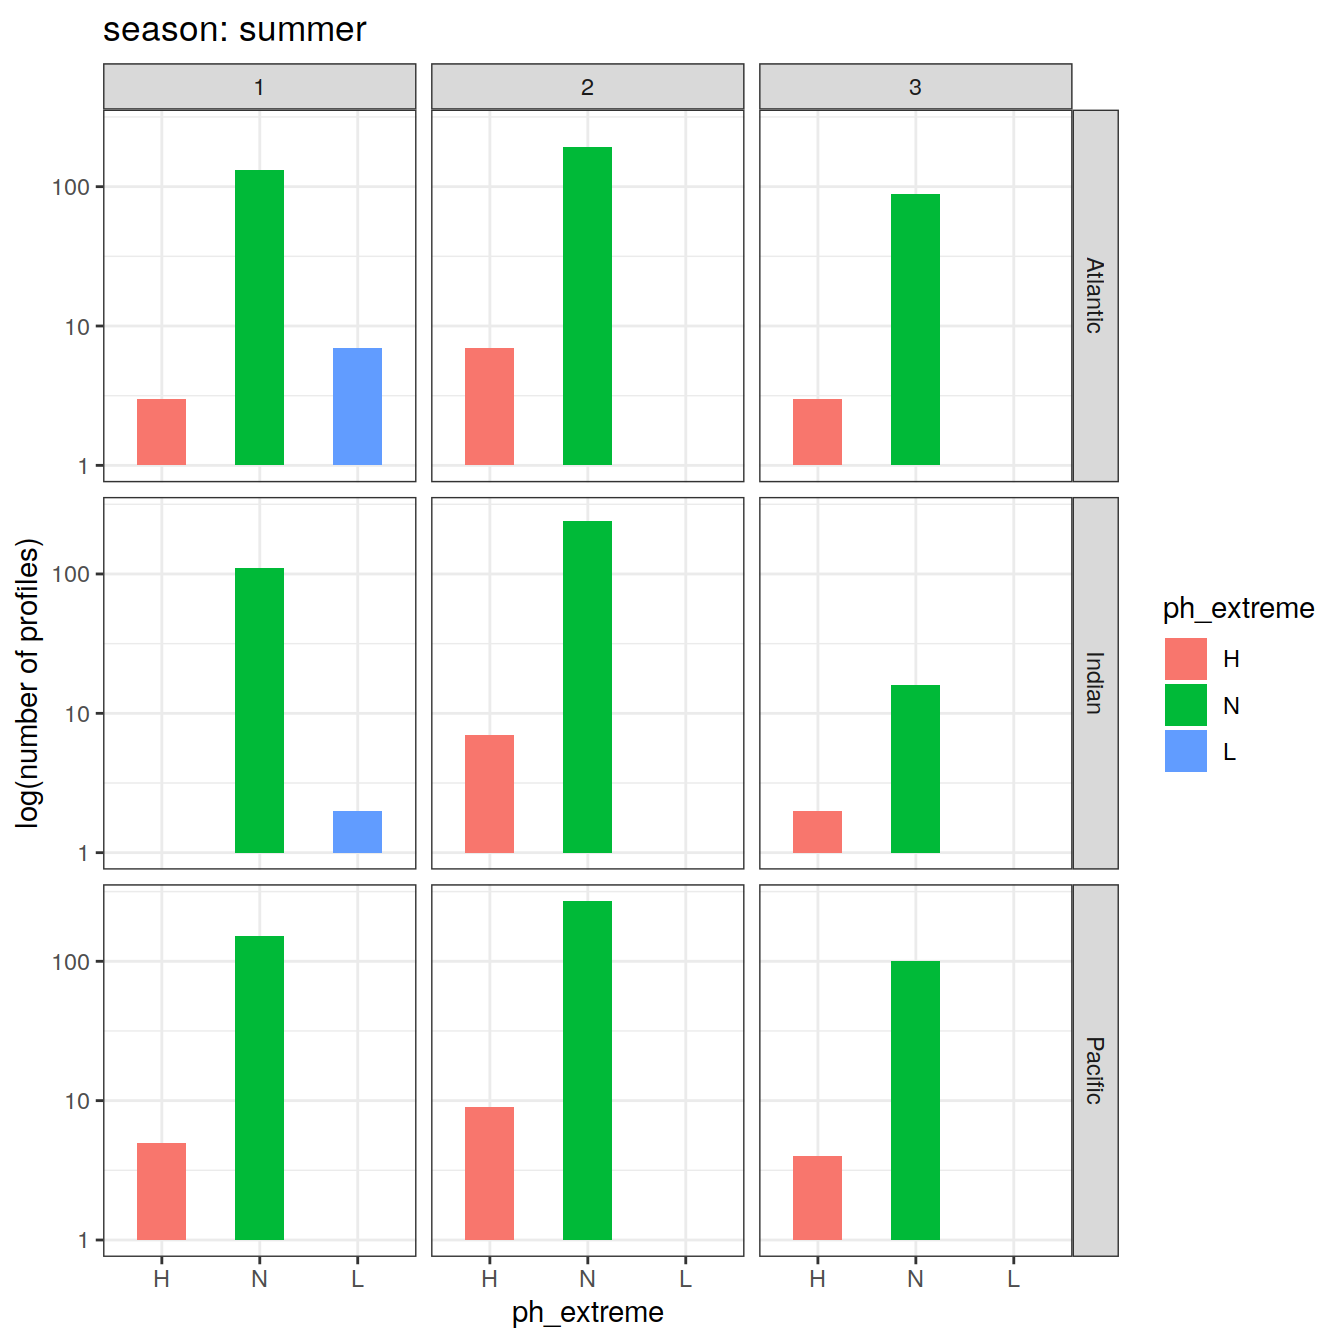 season: summer
1 2 3
100
10
1
Atlantic
100
10
1
Indian
100
10
1
Pacific
H N L H N L H N L
ph_extreme
log(number of profiles)
ph_extreme
H
N
L